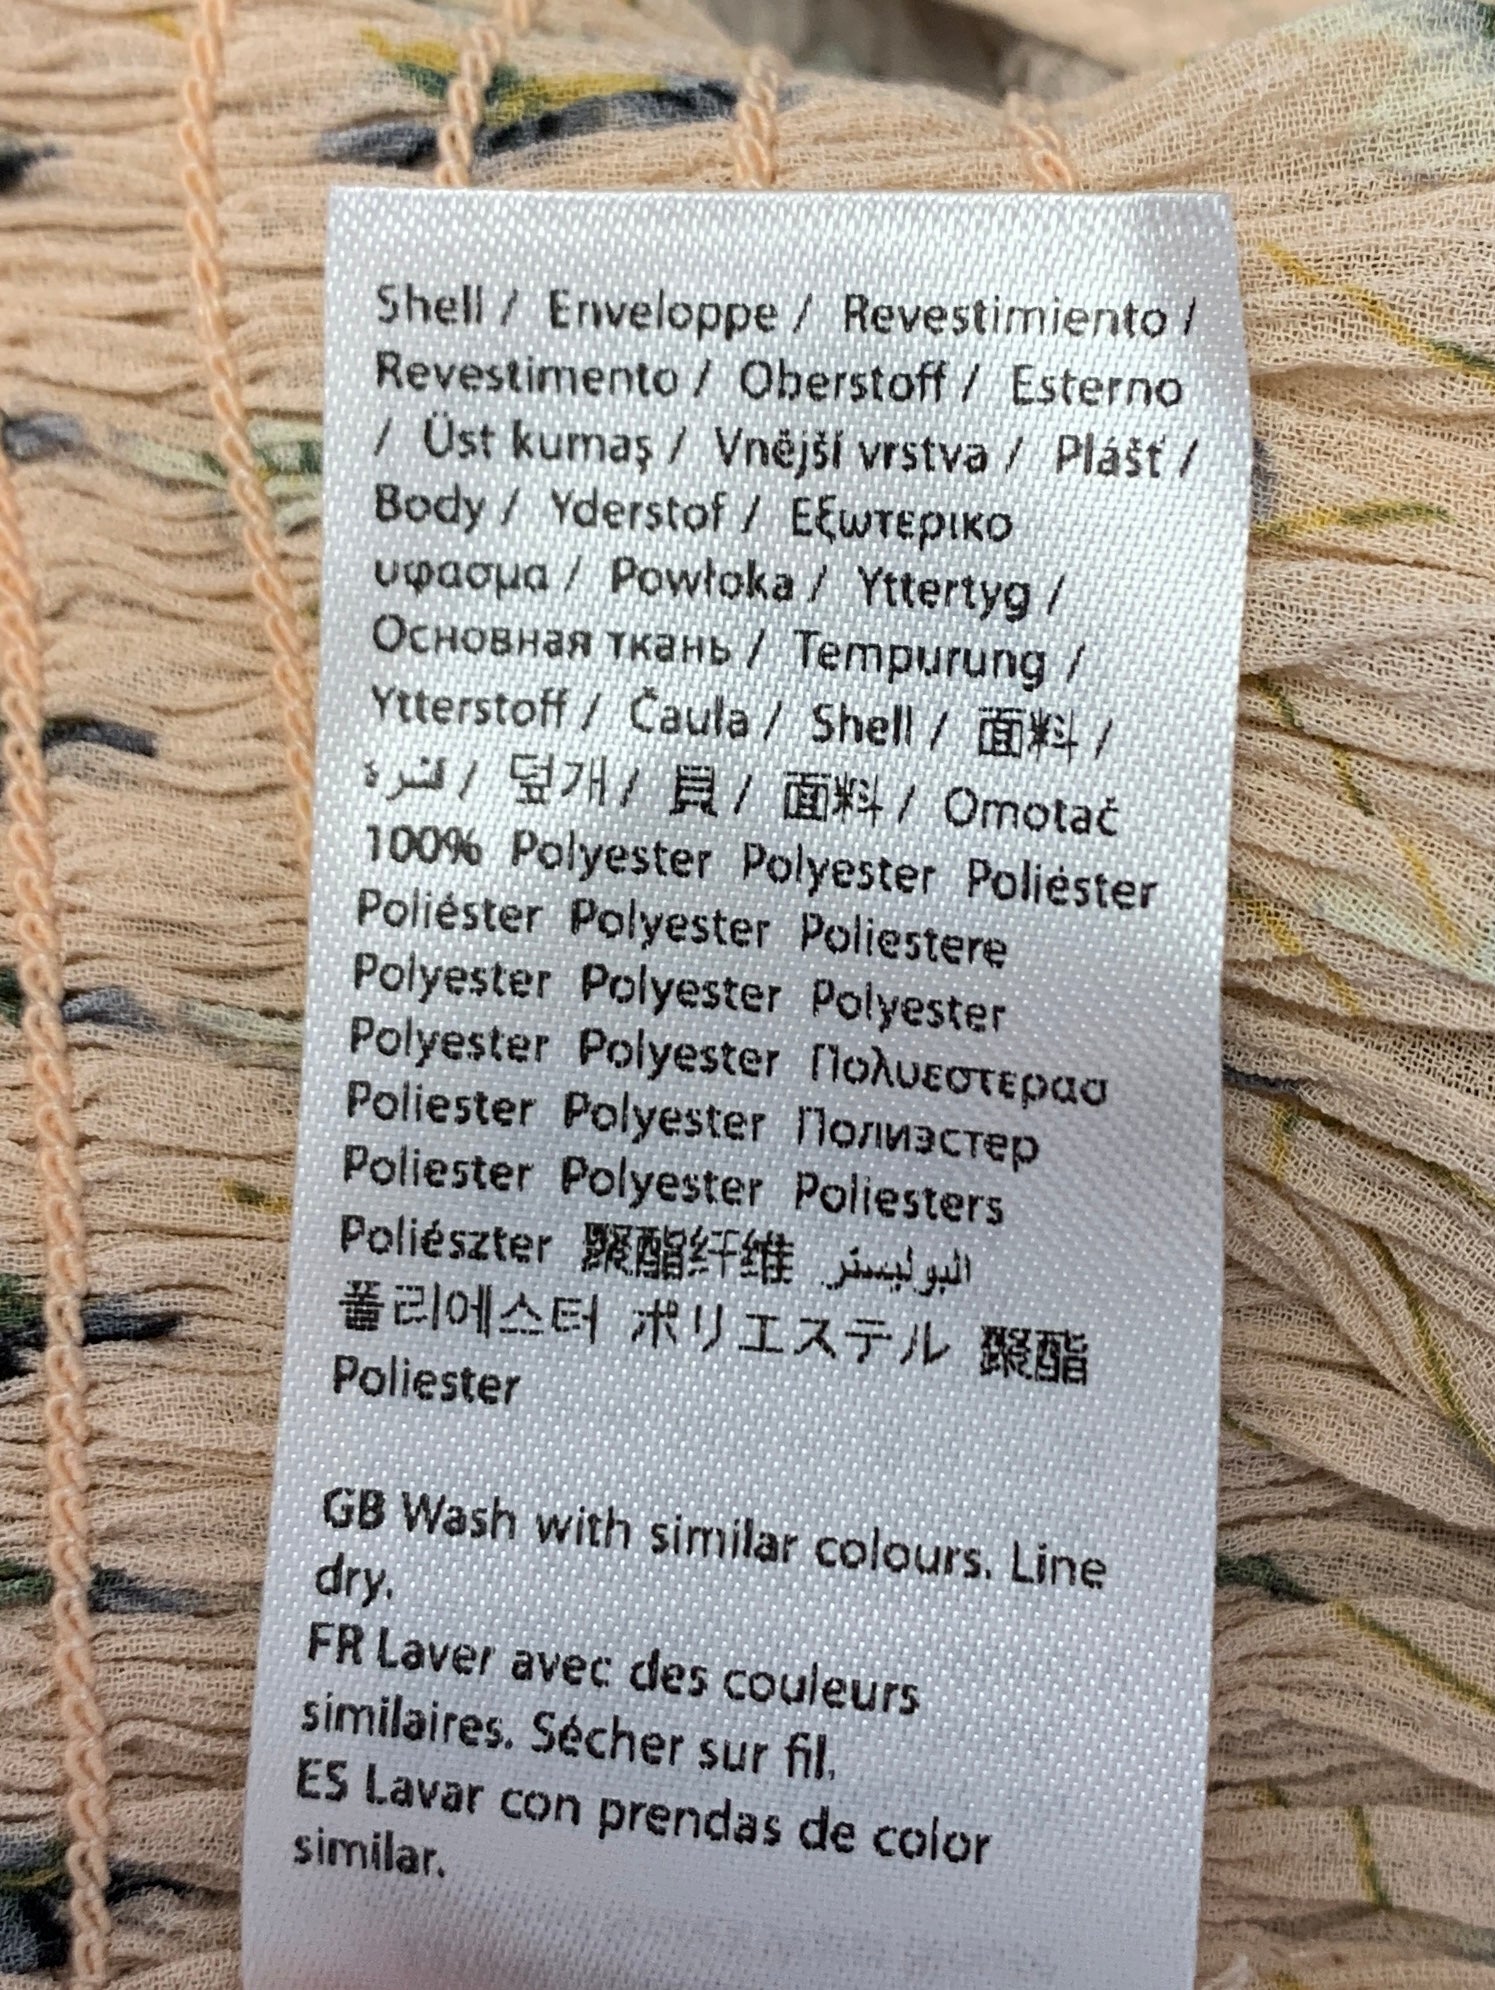 Shell / Enveloppe / Revestimiento /
Revestimento / Oberstoff / Esterno
/ Üst kumaş / Vnější vrstva / Plášť /
Body / Yderstof / Εξωτερικο
υφασμα / Powłoka / Yttertyg /
Основная ткань / Tempurung /
Ytterstoff / Čaula / Shell / 面料 /
قشرة / 덮개 / 貝 / 面料 / Omotač
100% Polyester Polyester Poliéster
Poliéster Polyester Poliestere
Polyester Polyester Polyester
Polyester Polyester Πολυεστερασ
Poliester Polyester Полиэстер
Poliester Polyester Poliesters
Poliészter 聚酯纤维 البوليستر
폴리에스터 ポリエステル 聚酯
Poliester
GB Wash with similar colours. Line
dry.
FR Laver avec des couleurs
similaires. Sécher sur fil.
ES Lavar con prendas de color
similar.